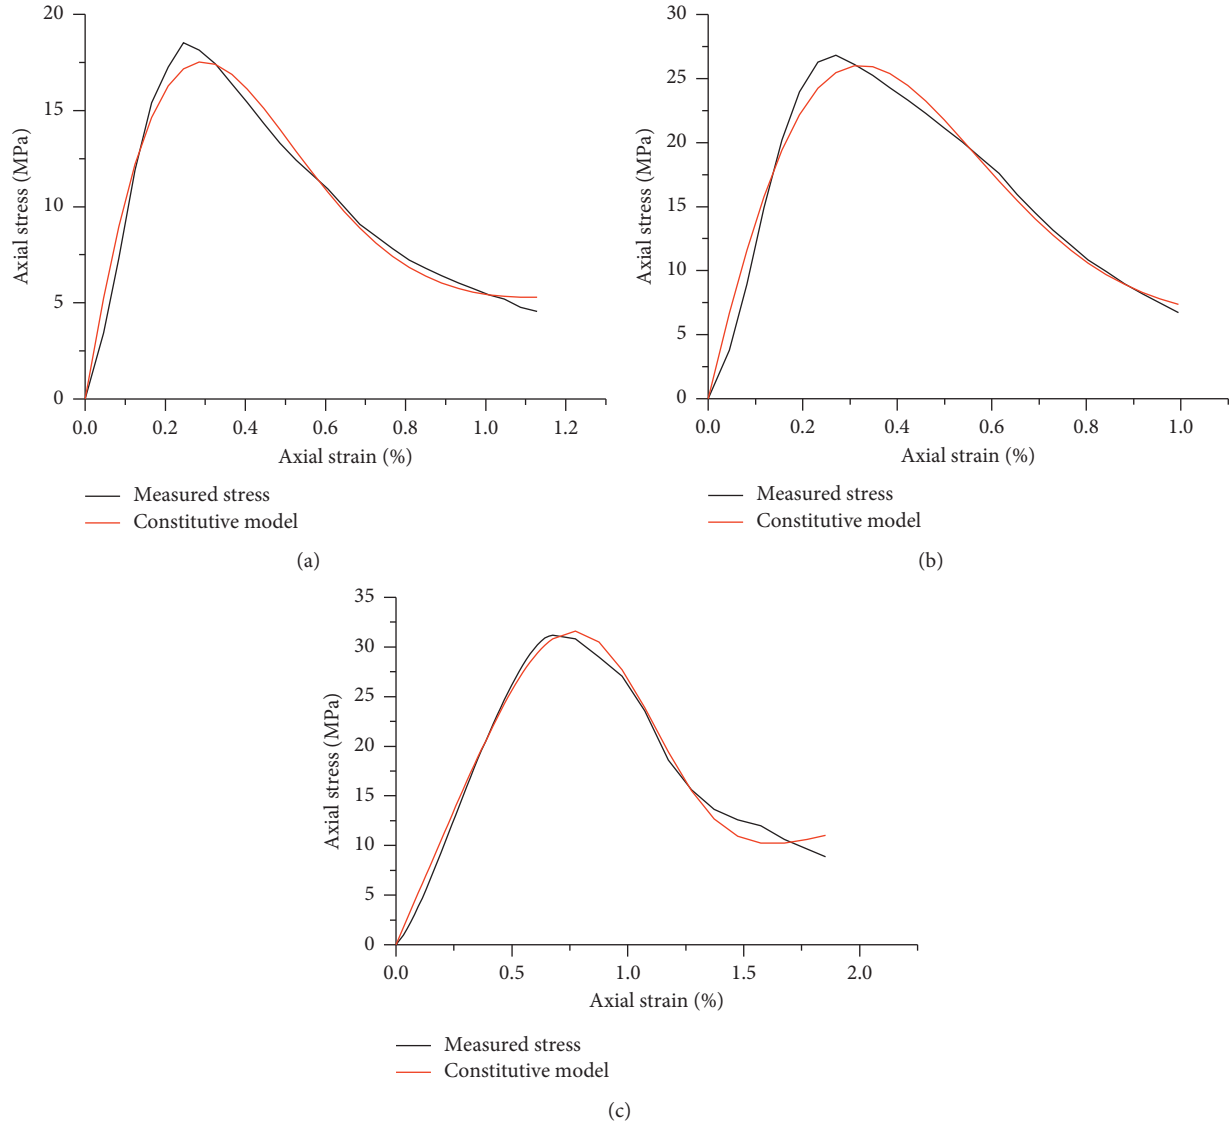 20
15
10
5
0
Axial stress (MPa)
0.0 0.2 0.4 0.6 0.8 1.0 1.2
Axial strain (%)
Measured stress
Constitutive model
(a)
30
25
20
15
10
5
0
Axial stress (MPa)
0.0 0.2 0.4 0.6 0.8 1.0
Axial strain (%)
Measured stress
Constitutive model
(b)
35
30
25
20
15
10
5
0
Axial stress (MPa)
0.0 0.5 1.0 1.5 2.0
Axial strain (%)
Measured stress
Constitutive model
(c)